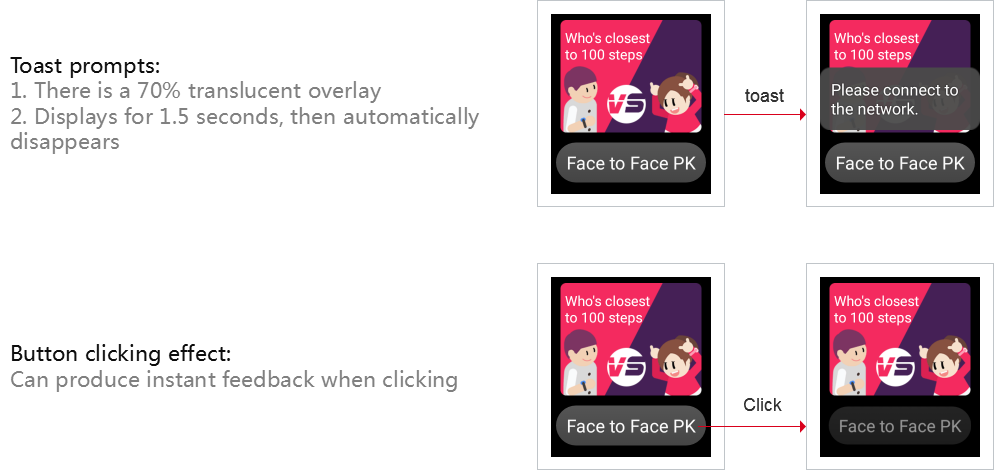 Toast prompts:
1. There is a 70% translucent overlay
2. Displays for 1.5 seconds, then automatically
disappears
Who's closest
to 100 steps
VS
Face to Face PK
toast
Who's closest
to 100 steps
Please connect to
the network.
Face to Face PK
Button clicking effect:
Can produce instant feedback when clicking
Who's closest
to 100 steps
VS
Face to Face PK
Click
Who's closest
to 100 steps
VS
Face to Face PK